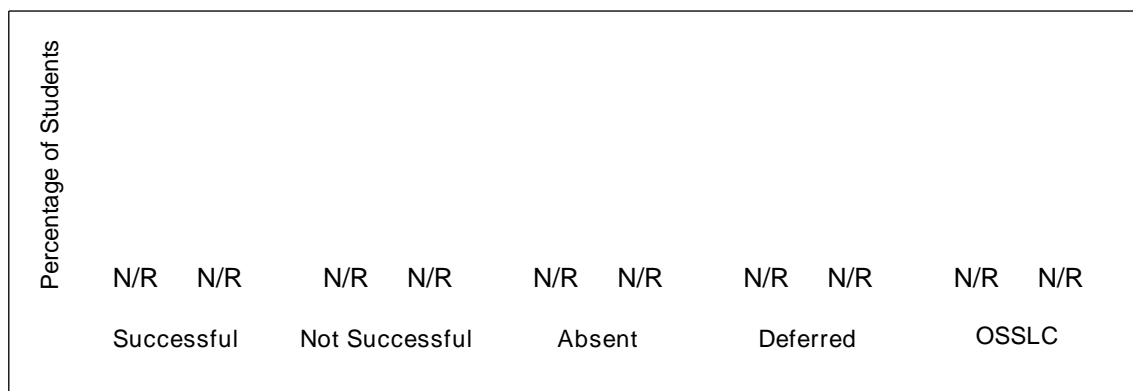 Percentage of Students
N/R N/R N/R N/R N/R N/R N/R N/R N/R N/R
Successful Not Successful Absent Deferred OSSLC